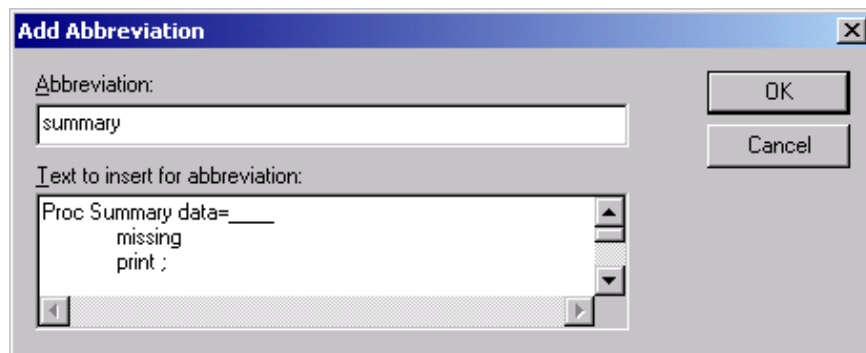 Add Abbreviation
Abbreviation:
summary
Text to insert for abbreviation:
Proc Summary data=____
missing
print ;
OK
Cancel